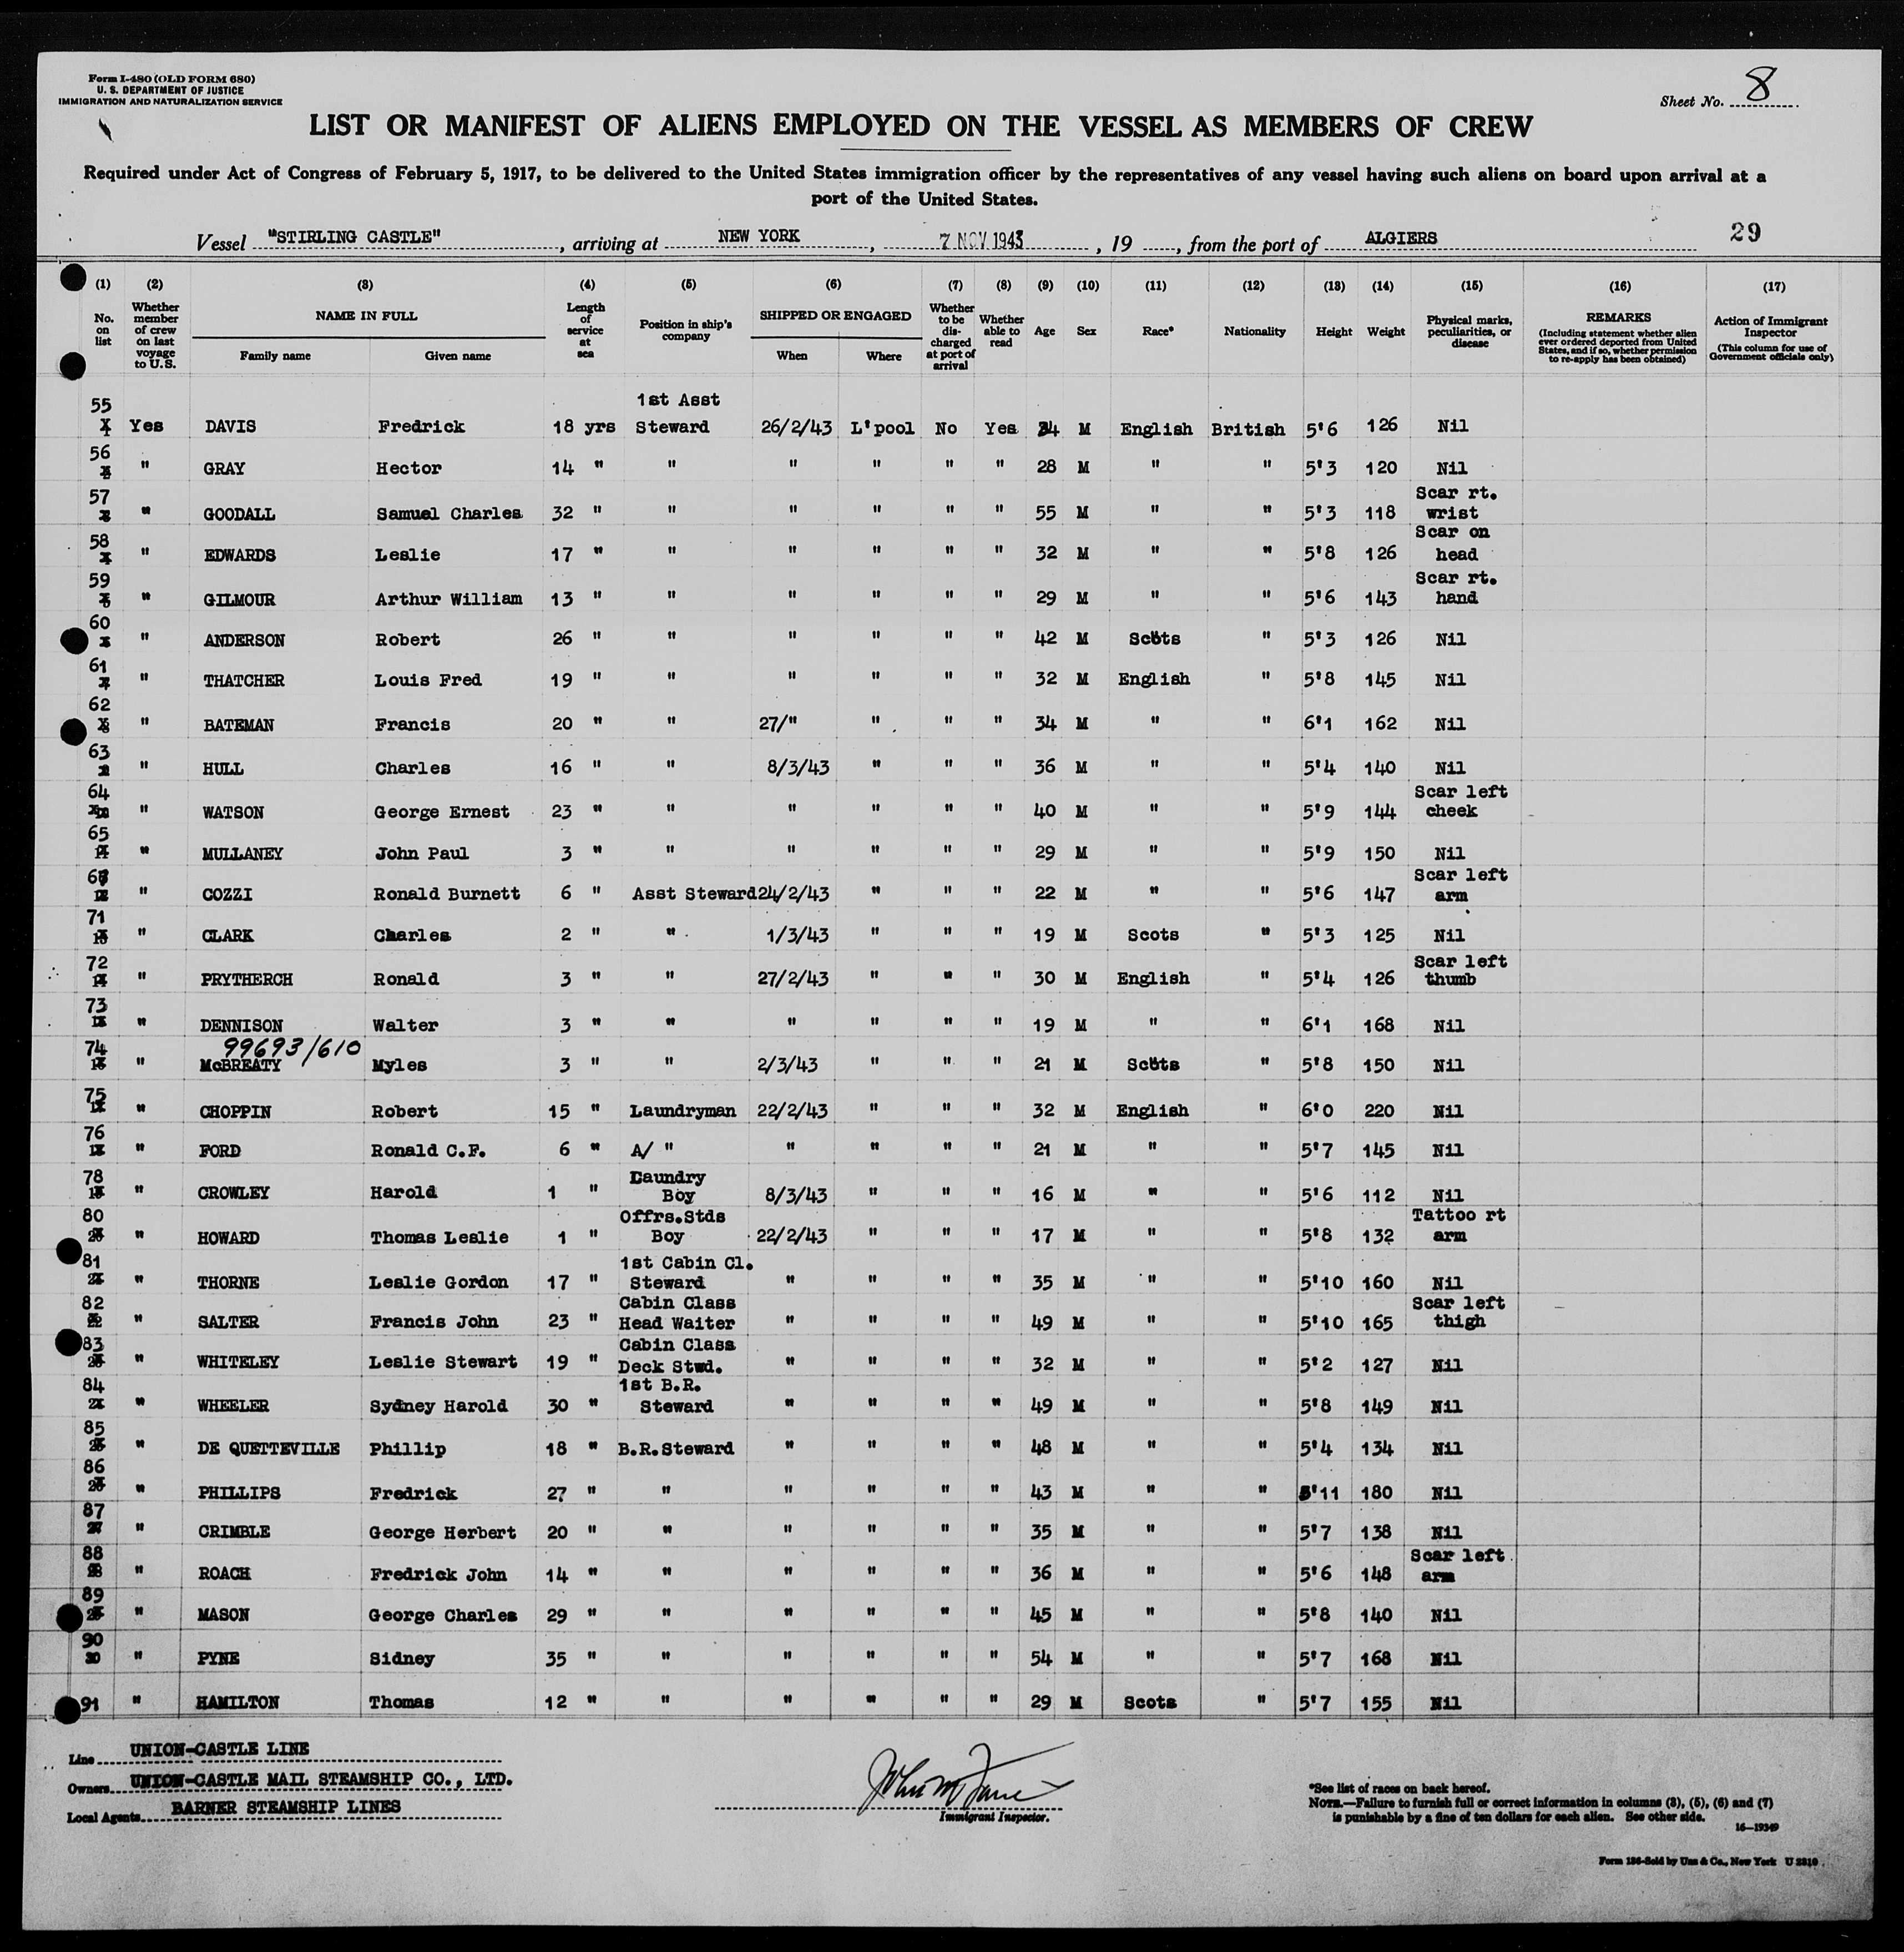 Form I-480 (OLD FORM 680)
U. S. DEPARTMENT OF JUSTICE
IMMIGRATION AND NATURALIZATION SERVICE
Sheet No. 8
LIST OR MANIFEST OF ALIENS EMPLOYED ON THE VESSEL AS MEMBERS OF CREW
Required under Act of Congress of February 5, 1917, to be delivered to the United States immigration officer by the representatives of any vessel having such aliens on board upon arrival at a
port of the United States.
Vessel "STIRLING CASTLE", arriving at NEW YORK, 7 NOV 1943, 19, from the port of ALGIERS 29
(1) (2) (3) (4) (5) (6) (7) (8) (9) (10) (11) (12) (13) (14) (15) (16) (17)
No. on list | Whether member of crew on last voyage to U.S. | NAME IN FULL Family name Given name | Length of service at sea | Position in ship's company | SHIPPED OR ENGAGED When Where | Whether to be discharged at port of arrival | Whether able to read | Age | Sex | Race* | Nationality | Height | Weight | Physical marks, peculiarities, or disease | REMARKS (Including statement whether alien ever ordered deported from United States, and if so, whether permission to re-apply has been obtained) | Action of Immigrant Inspector (This column for use of Government officials only)
55 Yes DAVIS Fredrick 18 yrs 1st Asst Steward 26/2/43 L'pool No Yes 34 M English British 5'6 126 Nil
56 " GRAY Hector 14 " " " " " " 28 M " " 5'3 120 Nil
57 " GOODALL Samuel Charles 32 " " " " " " 55 M " " 5'3 118 Scar rt. wrist
58 " EDWARDS Leslie 17 " " " " " " 32 M " " 5'8 126 Scar on head
59 " GILMOUR Arthur William 13 " " " " " " 29 M " " 5'6 143 Scar rt. hand
60 " ANDERSON Robert 26 " " " " " " 42 M Scots " 5'3 126 Nil
61 " THATCHER Louis Fred 19 " " " " " " 32 M English " 5'8 145 Nil
62 " BATEMAN Francis 20 " " 27/" " " " 34 M " " 6'1 162 Nil
63 " HULL Charles 16 " " 8/3/43 " " " 36 M " " 5'4 140 Nil
64 " WATSON George Ernest 23 " " " " " " 40 M " " 5'9 144 Scar left cheek
65 " MULLANEY John Paul 3 " " " " " " 29 M " " 5'9 150 Nil
" COZZI Ronald Burnett 6 " Asst Steward 24/2/43 " " " 22 M " " 5'6 147 Scar left arm
71 " CLARK Charles 2 " " 1/3/43 " " " 19 M Scots " 5'3 125 Nil
72 " PRYTHERCH Ronald 3 " " 27/2/43 " " " 30 M English " 5'4 126 Scar left thumb
73 " DENNISON Walter 3 " " " " " " 19 M " " 6'1 168 Nil
99693/610
74 " McBREATY Myles 3 " " 2/3/43 " " " 21 M Scots " 5'8 150 Nil
75 " CHOPPIN Robert 15 " Laundryman 22/2/43 " " " 32 M English " 6'0 220 Nil
76 " FORD Ronald C.F. 6 " A/ " " " " " 21 M " " 5'7 145 Nil
78 " CROWLEY Harold 1 " Laundry Boy 8/3/43 " " " 16 M " " 5'6 112 Nil
80 " HOWARD Thomas Leslie 1 " Offrs.Stds Boy 22/2/43 " " " 17 M " " 5'8 132 Tattoo rt arm
81 " THORNE Leslie Gordon 17 " 1st Cabin Cl. Steward " " " " 35 M " " 5'10 160 Nil
82 " SALTER Francis John 23 " Cabin Class Head Waiter " " " " 49 M " " 5'10 165 Scar left thigh
83 " WHITELEY Leslie Stewart 19 " Cabin Class Deck Stwd. " " " " 32 M " " 5'2 127 Nil
84 " WHEELER Sydney Harold 30 " 1st B.R. Steward " " " " 49 M " " 5'8 149 Nil
85 " DE QUETTEVILLE Phillip 18 " B.R.Steward " " " " 48 M " " 5'4 134 Nil
86 " PHILLIPS Fredrick 27 " " " " " " 43 M " " 5'11 180 Nil
87 " CRIMBLE George Herbert 20 " " " " " " 35 M " " 5'7 138 Nil
88 " ROACH Fredrick John 14 " " " " " " 36 M " " 5'6 148 Scar left arm
89 " MASON George Charles 29 " " " " " " 45 M " " 5'8 140 Nil
90 " PYNE Sidney 35 " " " " " " 54 M " " 5'7 168 Nil
91 " HAMILTON Thomas 12 " " " " " " 29 M Scots " 5'7 155 Nil
Line UNION-CASTLE LINE
Owners UNION-CASTLE MAIL STEAMSHIP CO., LTD.
Local Agents BARNER STEAMSHIP LINES
Immigrant Inspector.
*See list of races on back hereof.
NOTE.—Failure to furnish full or correct information in columns (3), (5), (6) and (7)
is punishable by a fine of ten dollars for each alien. See other side.
16—19349
Form 136-Sold by Unz & Co., New York U 2810